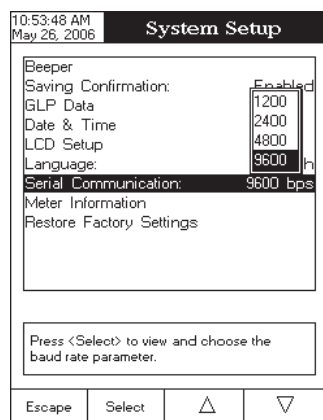 10:53:48 AM
May 26, 2006
System Setup
Beeper
Saving Confirmation: Enabled
GLP Data
Date & Time
LCD Setup
Language: h
Serial Communication: 9600 bps
Meter Information
Restore Factory Settings
1200
2400
4800
9600
Press <Select> to view and choose the
baud rate parameter.
Escape Select △ ▽